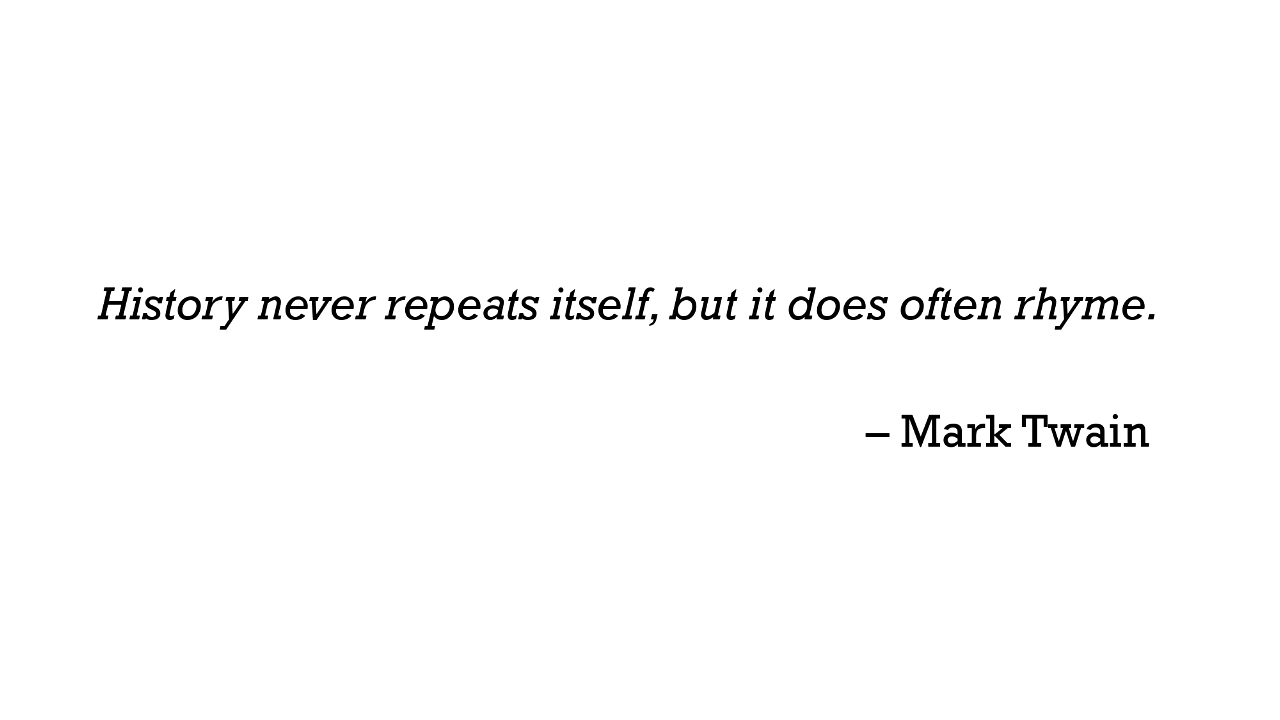 History never repeats itself, but it does often rhyme.
– Mark Twain